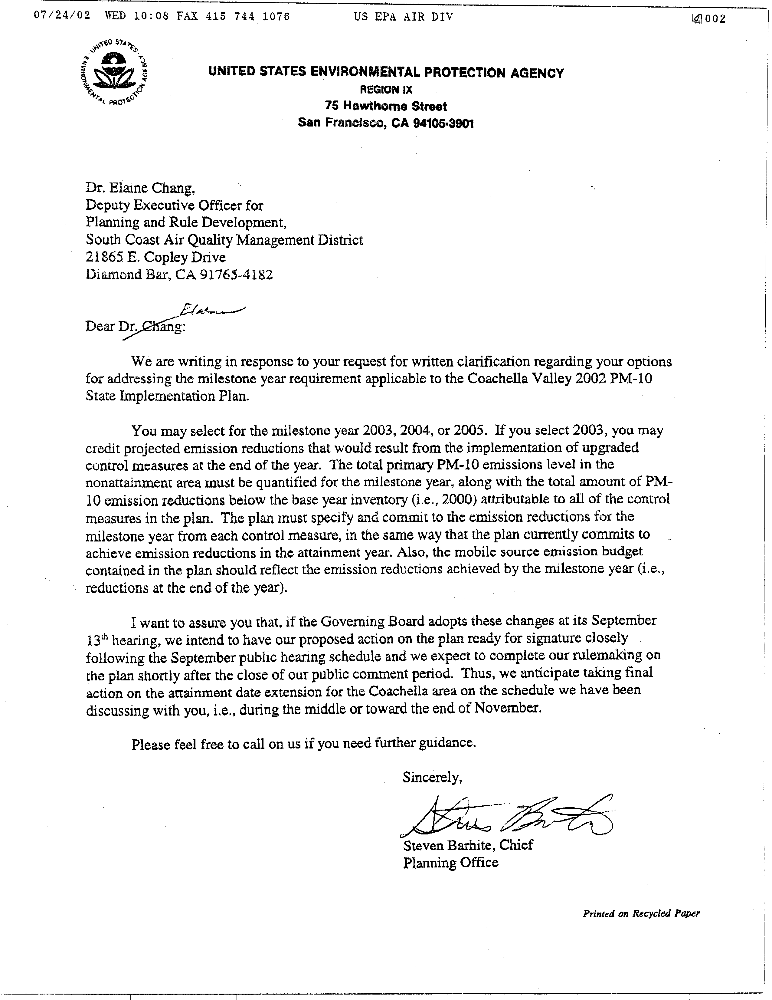 07/24/02 WED 10:08 FAX 415 744 1076 US EPA AIR DIV 002
UNITED STATES ENVIRONMENTAL PROTECTION AGENCY
UNITED STATES ENVIRONMENTAL PROTECTION AGENCY
REGION IX
75 Hawthorne Street
San Francisco, CA 94105-3901
Dr. Elaine Chang,
Deputy Executive Officer for
Planning and Rule Development,
South Coast Air Quality Management District
21865 E. Copley Drive
Diamond Bar, CA 91765-4182
Elaine
Dear Dr. Chang:
We are writing in response to your request for written clarification regarding your options
for addressing the milestone year requirement applicable to the Coachella Valley 2002 PM-10
State Implementation Plan.
You may select for the milestone year 2003, 2004, or 2005. If you select 2003, you may
credit projected emission reductions that would result from the implementation of upgraded
control measures at the end of the year. The total primary PM-10 emissions level in the
nonattainment area must be quantified for the milestone year, along with the total amount of PM-
10 emission reductions below the base year inventory (i.e., 2000) attributable to all of the control
measures in the plan. The plan must specify and commit to the emission reductions for the
milestone year from each control measure, in the same way that the plan currently commits to
achieve emission reductions in the attainment year. Also, the mobile source emission budget
contained in the plan should reflect the emission reductions achieved by the milestone year (i.e.,
reductions at the end of the year).
I want to assure you that, if the Governing Board adopts these changes at its September
13th hearing, we intend to have our proposed action on the plan ready for signature closely
following the September public hearing schedule and we expect to complete our rulemaking on
the plan shortly after the close of our public comment period. Thus, we anticipate taking final
action on the attainment date extension for the Coachella area on the schedule we have been
discussing with you, i.e., during the middle or toward the end of November.
Please feel free to call on us if you need further guidance.
Sincerely,
Steven Barhite, Chief
Planning Office
Printed on Recycled Paper